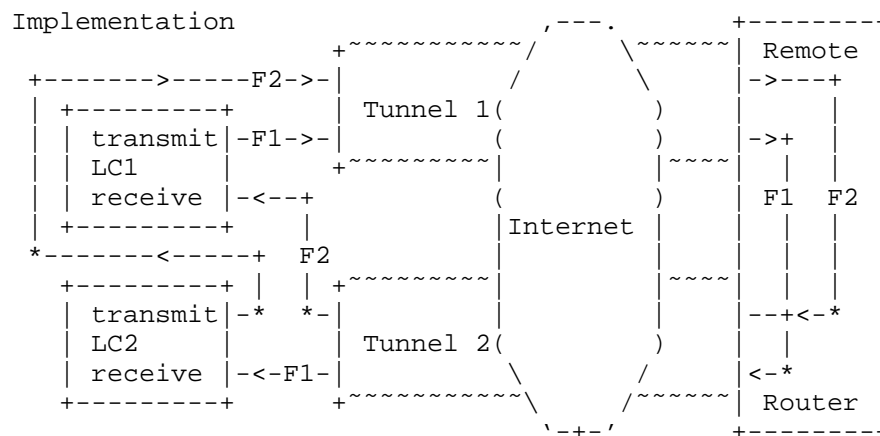 Implementation
Remote
F2
Tunnel 1
transmit F1
LC1
receive F1 F2
Internet
F2
transmit
LC2 Tunnel 2
receive F1
Router